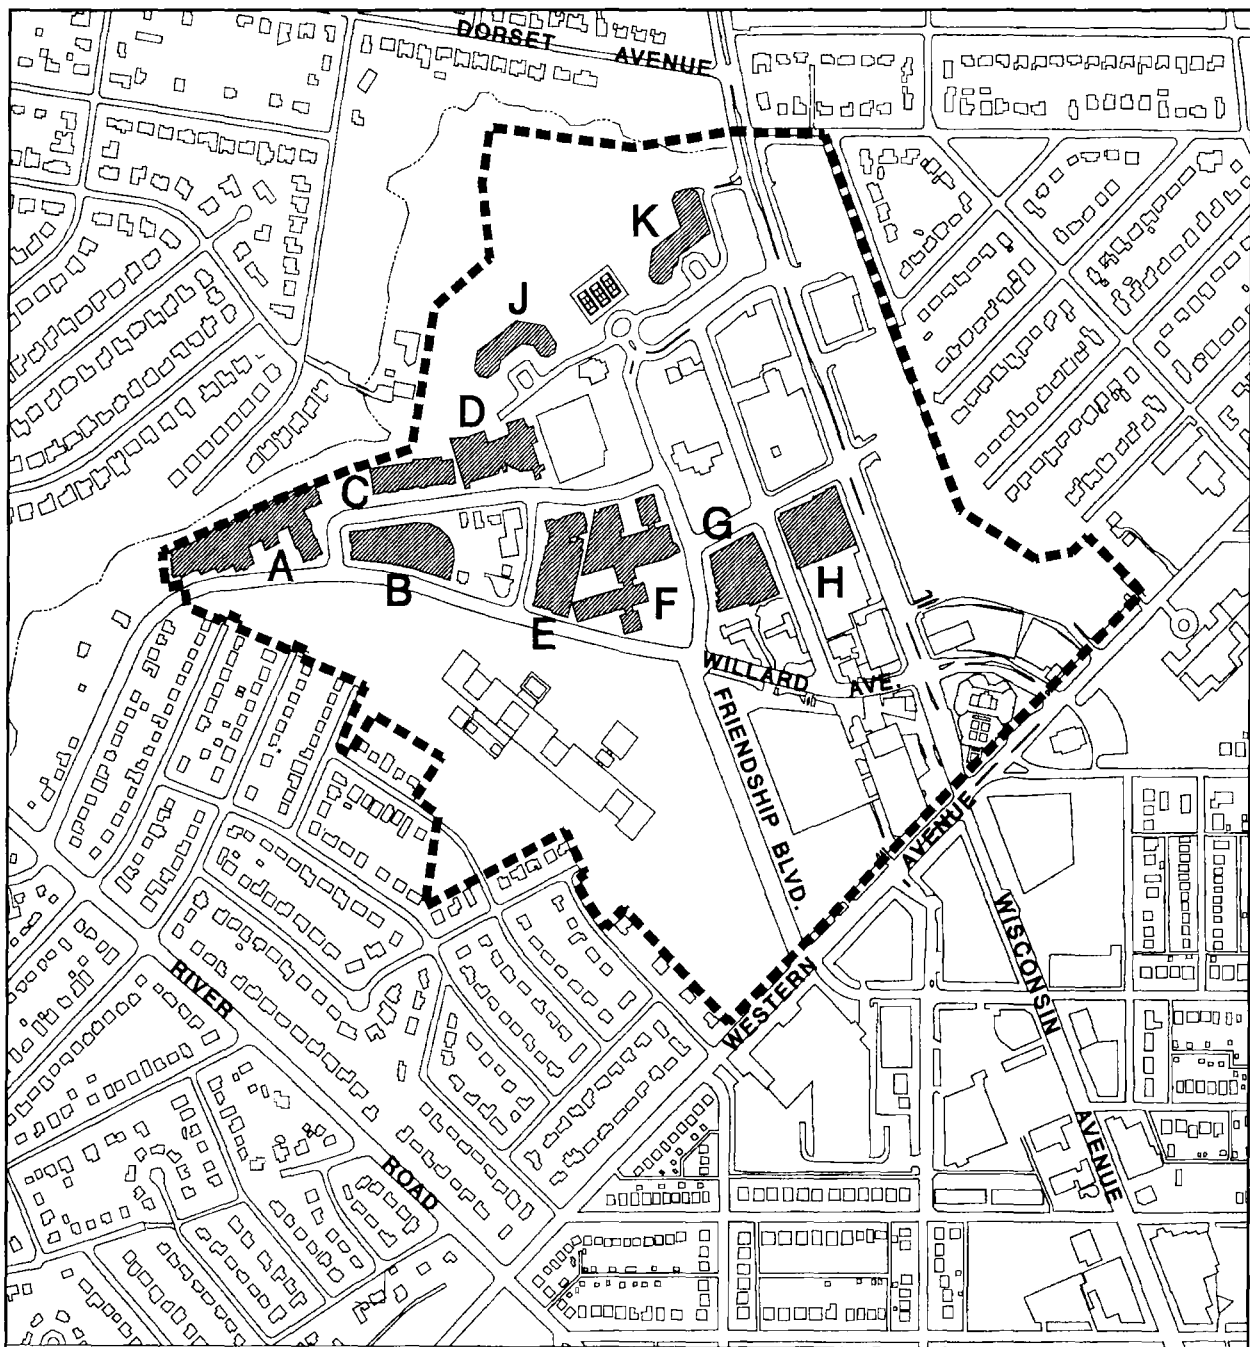 DORSET AVENUE
K
J
D
C
G
A
B
H
E
F
WILLARD AVE.
FRIENDSHIP BLVD.
WESTERN AVENUE
WISCONSIN AVENUE
RIVER ROAD